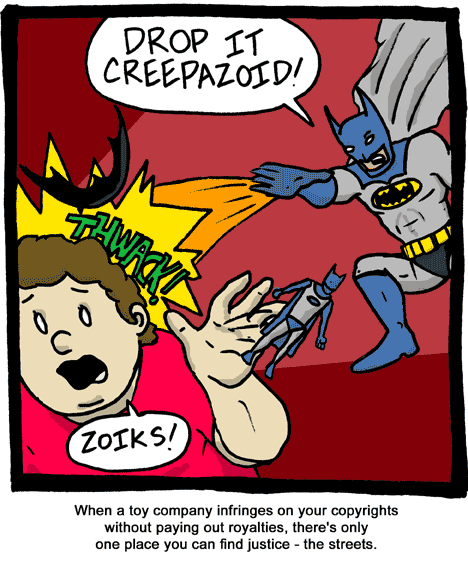 DROP IT
CREEPAZOID!
THWACK!
ZOIKS!
When a toy company infringes on your copyrights
without paying out royalties, there's only
one place you can find justice - the streets.